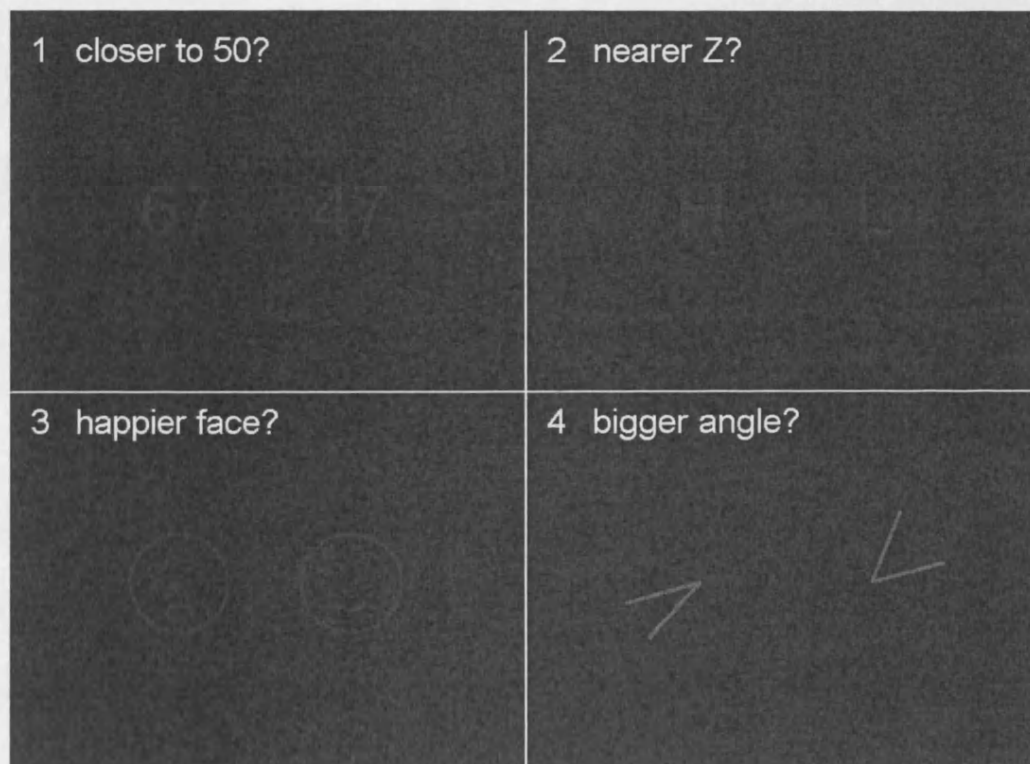 1 closer to 50?
67 47
2 nearer Z?
H L
3 happier face?
4 bigger angle?